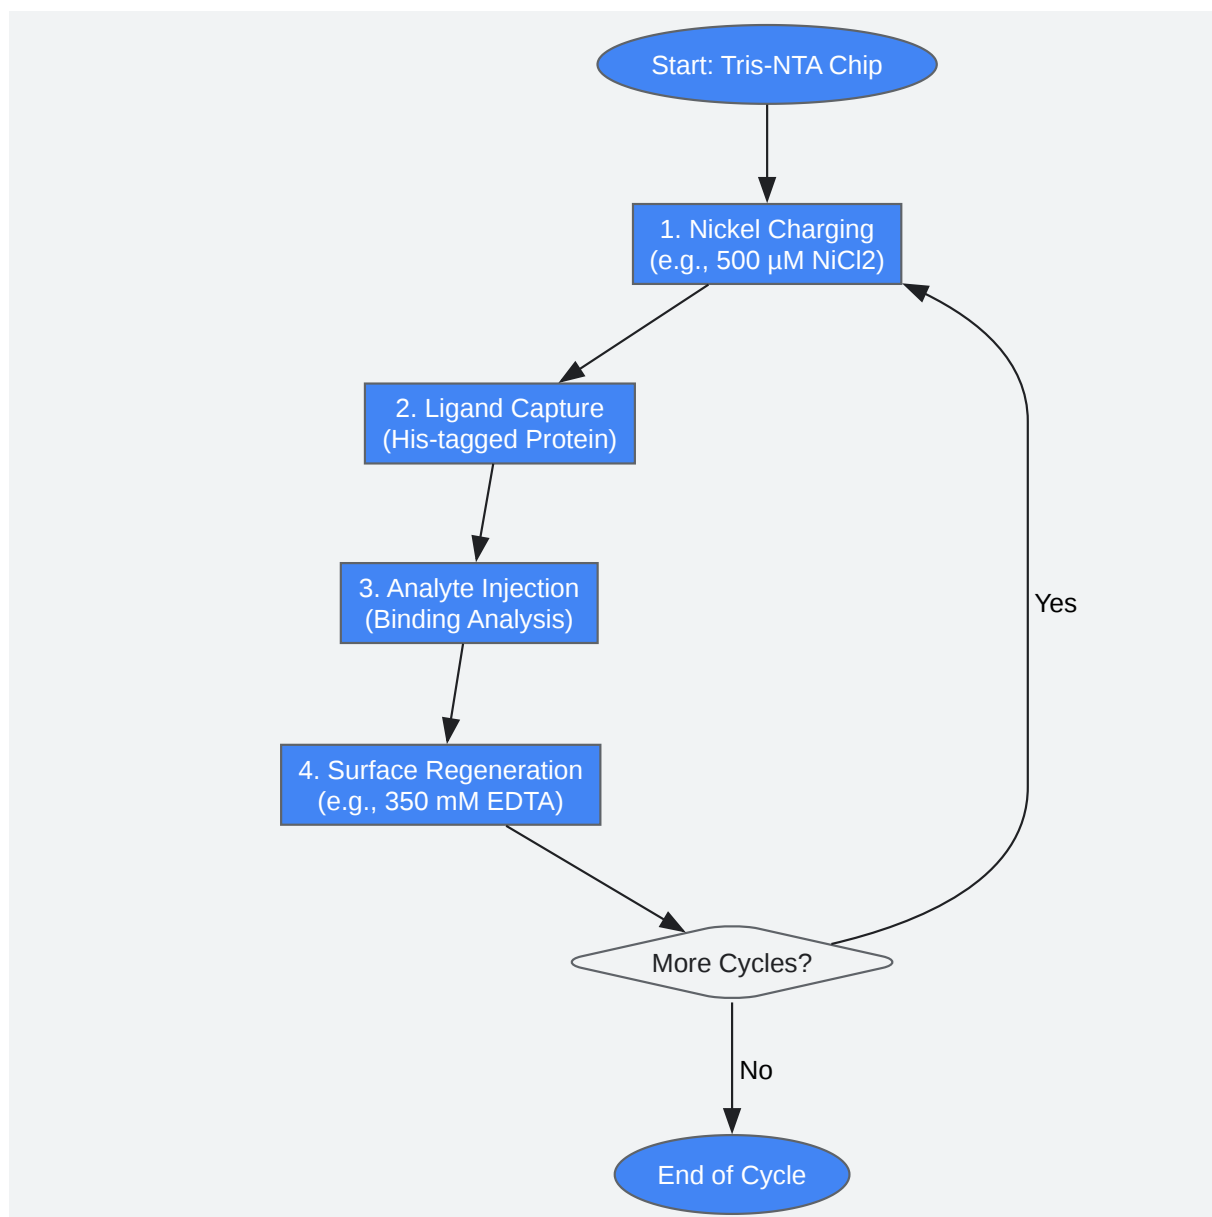 Start: Tris-NTA Chip
1. Nickel Charging
(e.g., 500 µM NiCl2)
2. Ligand Capture
(His-tagged Protein)
3. Analyte Injection
(Binding Analysis)
Yes
4. Surface Regeneration
(e.g., 350 mM EDTA)
More Cycles?
No
End of Cycle